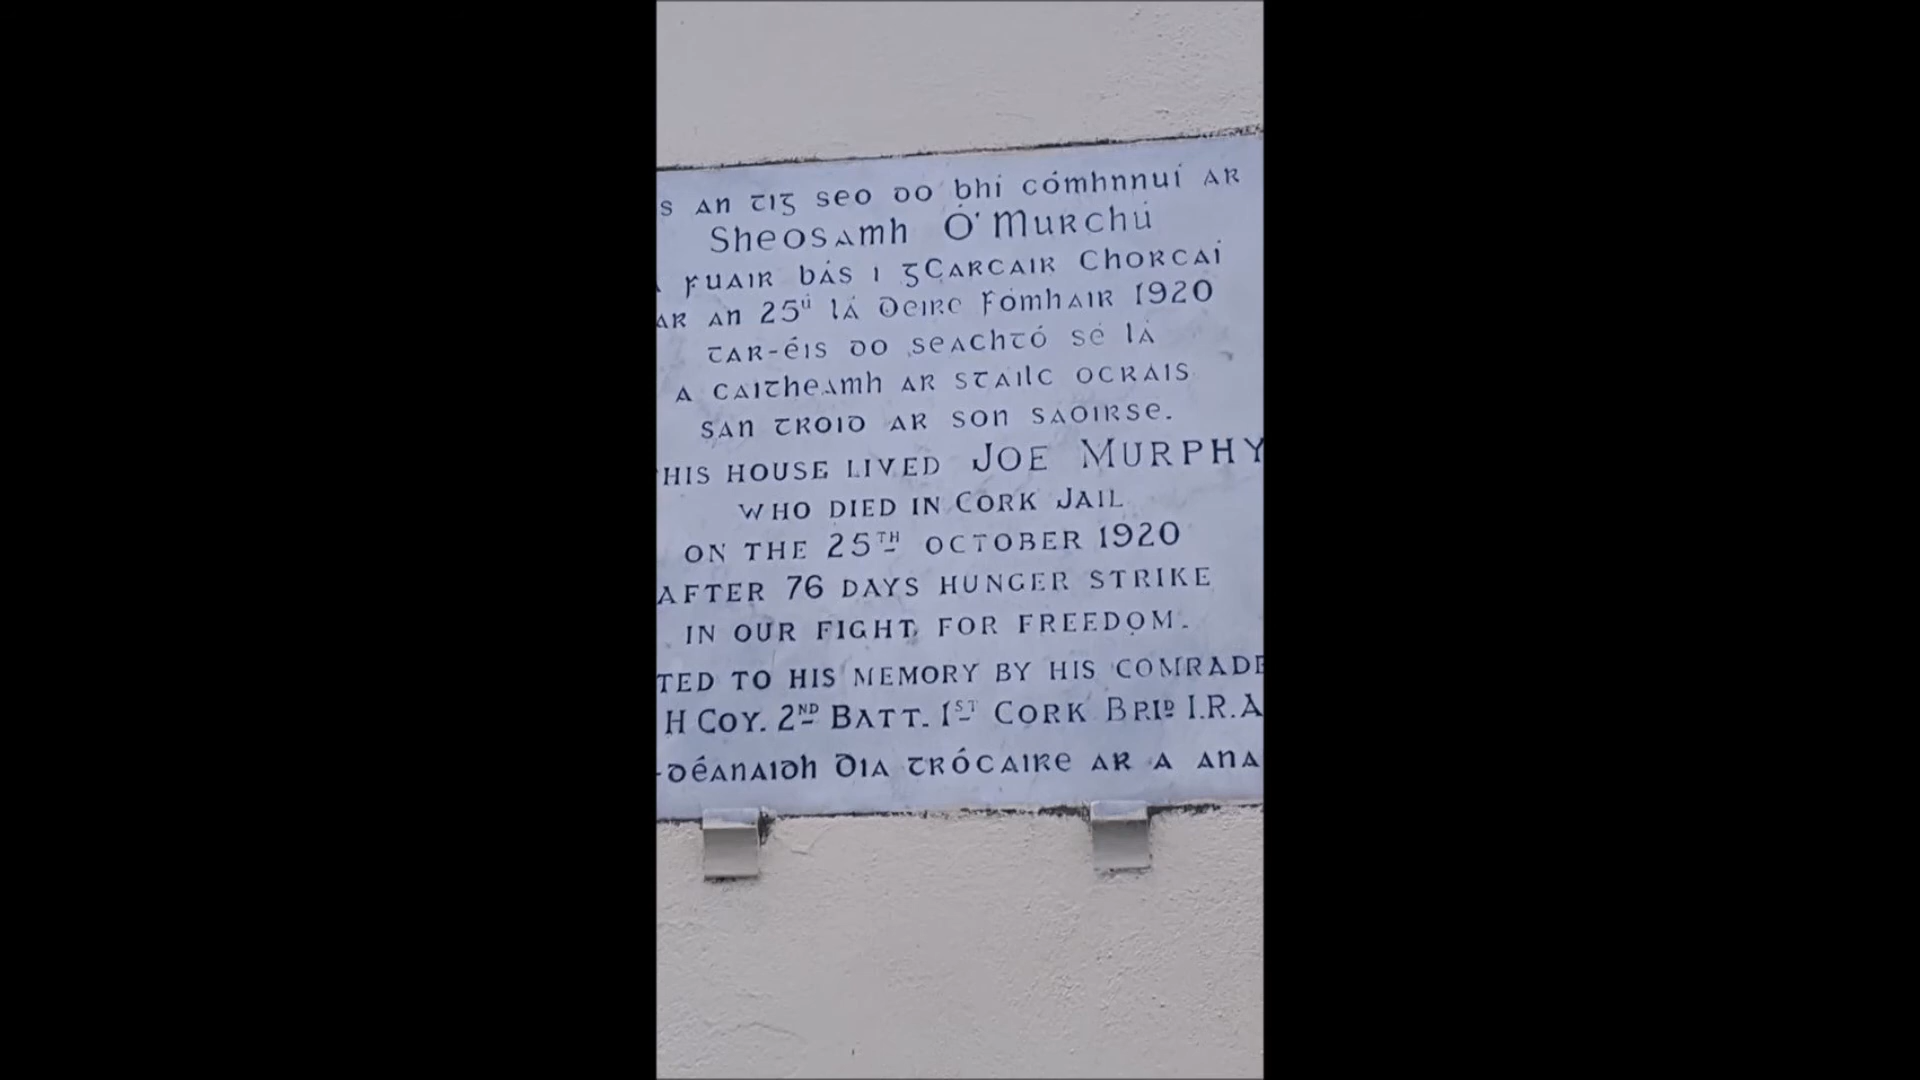 s an tig seo do bhí cómhnnuí ar
Sheosamh Ó'Murchú
fuair bás i gCarcair Chorcaí
ar an 25ú lá Deire Fómhair 1920
tar-éis do seachtó sé lá
a caitheamh ar stailc ocrais
san troid ar son saoirse.
HIS HOUSE LIVED JOE MURPHY
WHO DIED IN CORK JAIL
ON THE 25TH OCTOBER 1920
AFTER 76 DAYS HUNGER STRIKE
IN OUR FIGHT FOR FREEDOM.
TED TO HIS MEMORY BY HIS COMRADE
H COY. 2ND BATT. 1ST CORK BRID I.R.A
-déanaidh Dia trócaire ar a ana